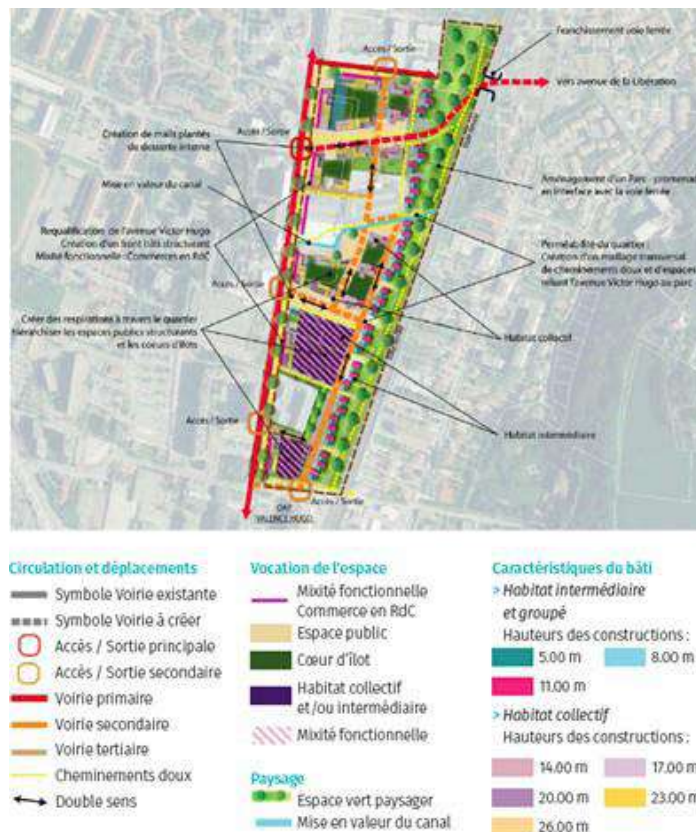 Franchissement voie ferrée
Accès / Sortie
Vers avenue de la Libération
Accès / Sortie
Création de mails plantés
de desserte interne
Mise en valeur du canal
Aménagement d'un Parc - promenad
en interface avec la voie ferrée
Requalification de l'avenue Victor Hugo
Création d'un front bâti structurant
Mixité fonctionnelle : Commerces en RdC
Perméabilité du quartier :
Création d'un maillage transversal
de cheminements doux et d'espaces
reliant l'avenue Victor Hugo au parc
Accès / Sortie
Créer des respirations à travers le quartier
hiérarchiser les espaces publics structurants
et les coeurs d'îlots
Habitat collectif
Accès / Sortie
Habitat intermédiaire
Accès / Sortie
OAP
VALENCE HUGO
Circulation et déplacements
Symbole Voirie existante
Symbole Voirie à créer
Accès / Sortie principale
Accès / Sortie secondaire
Voirie primaire
Voirie secondaire
Voirie tertiaire
Cheminements doux
Double sens
Vocation de l'espace
Mixité fonctionnelle
Commerce en RdC
Espace public
Cœur d'îlot
Habitat collectif
et/ou intermédiaire
Mixité fonctionnelle
Paysage
Espace vert paysager
Mise en valeur du canal
Caractéristiques du bâti
> Habitat intermédiaire
et groupé
Hauteurs des constructions :
5.00 m 8.00 m
11.00 m
> Habitat collectif
Hauteurs des constructions :
14.00 m 17.00 m
20.00 m 23.00 m
26.00 m